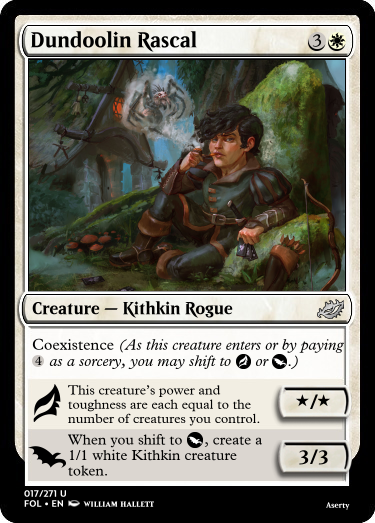 Dundoolin Rascal 3
Creature — Kithkin Rogue
Coexistence (As this creature enters or by paying
4 as a sorcery, you may shift to or .)
This creature's power and
toughness are each equal to the
number of creatures you control.
★/★
When you shift to , create a
1/1 white Kithkin creature
token.
3/3
017/271 U
FOL • EN WILLIAM HALLETT
Aserty